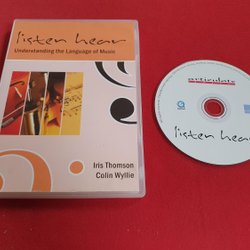 listen hear
Understanding the Language of Music
Iris Thomson
Colin Wyllie
articulate
listen hear